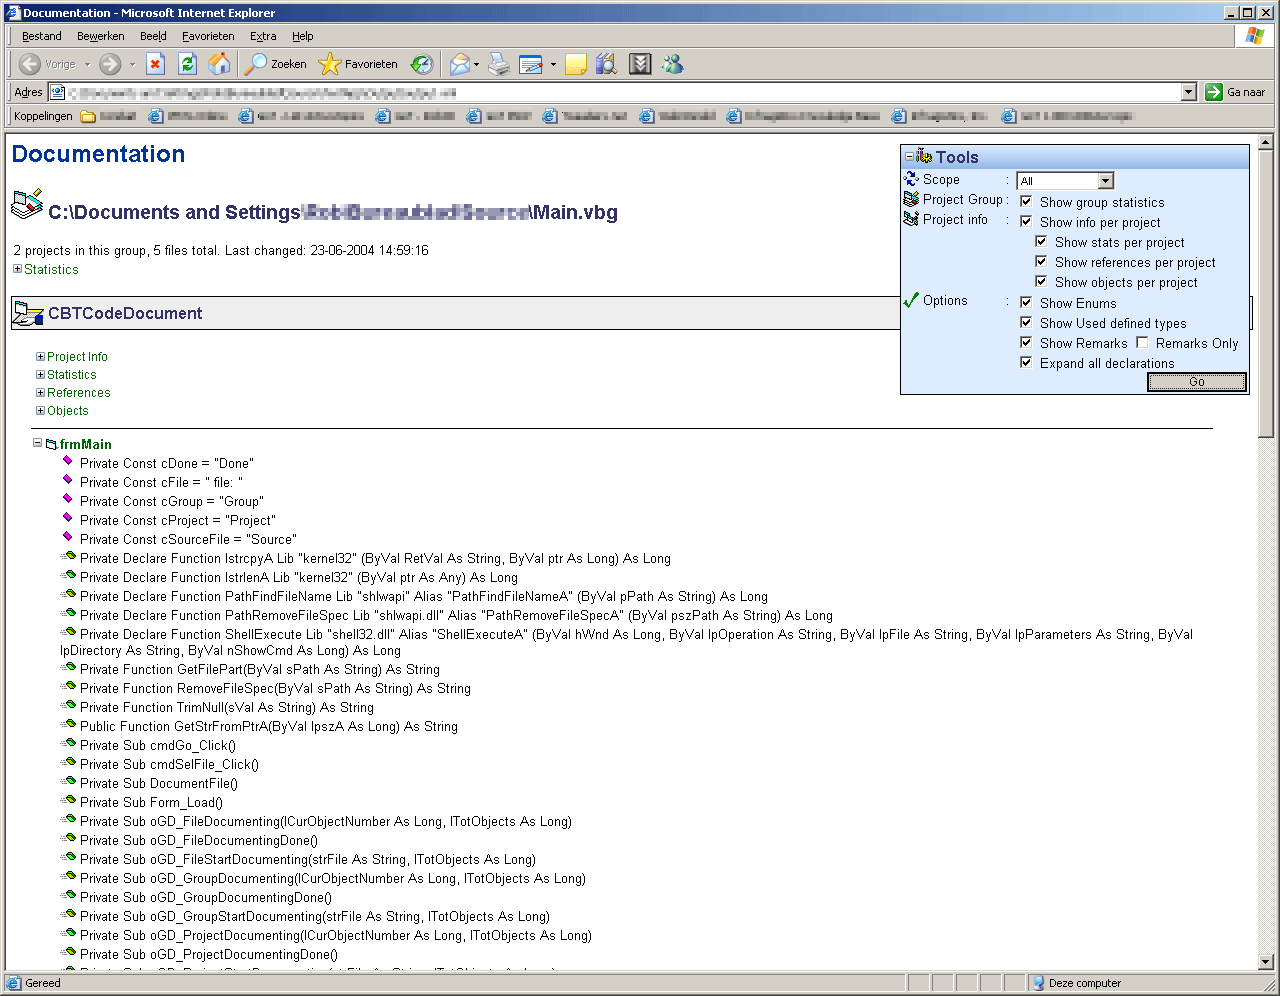 Documentation - Microsoft Internet Explorer
Bestand Bewerken Beeld Favorieten Extra Help
Vorige Zoeken Favorieten
Adres Ga naar
Koppelingen
Documentation
C:\Documents and Settings\ \Main.vbg
2 projects in this group, 5 files total. Last changed: 23-06-2004 14:59:16
Statistics
Tools
Scope : All
Project Group : Show group statistics
Project info : Show info per project
Show stats per project
Show references per project
Show objects per project
Options : Show Enums
Show Used defined types
Show Remarks Remarks Only
Expand all declarations
Go
CBTCodeDocument
Project Info
Statistics
References
Objects
frmMain
Private Const cDone = "Done"
Private Const cFile = " file: "
Private Const cGroup = "Group"
Private Const cProject = "Project"
Private Const cSourceFile = "Source"
Private Declare Function lstrcpyA Lib "kernel32" (ByVal RetVal As String, ByVal ptr As Long) As Long
Private Declare Function lstrlenA Lib "kernel32" (ByVal ptr As Any) As Long
Private Declare Function PathFindFileName Lib "shlwapi" Alias "PathFindFileNameA" (ByVal pPath As String) As Long
Private Declare Function PathRemoveFileSpec Lib "shlwapi.dll" Alias "PathRemoveFileSpecA" (ByVal pszPath As String) As Long
Private Declare Function ShellExecute Lib "shell32.dll" Alias "ShellExecuteA" (ByVal hWnd As Long, ByVal lpOperation As String, ByVal lpFile As String, ByVal lpParameters As String, ByVal
lpDirectory As String, ByVal nShowCmd As Long) As Long
Private Function GetFilePart(ByVal sPath As String) As String
Private Function RemoveFileSpec(ByVal sPath As String) As String
Private Function TrimNull(sVal As String) As String
Public Function GetStrFromPtrA(ByVal lpszA As Long) As String
Private Sub cmdGo_Click()
Private Sub cmdSelFile_Click()
Private Sub DocumentFile()
Private Sub Form_Load()
Private Sub oGD_FileDocumenting(lCurObjectNumber As Long, lTotObjects As Long)
Private Sub oGD_FileDocumentingDone()
Private Sub oGD_FileStartDocumenting(strFile As String, lTotObjects As Long)
Private Sub oGD_GroupDocumenting(lCurObjectNumber As Long, lTotObjects As Long)
Private Sub oGD_GroupDocumentingDone()
Private Sub oGD_GroupStartDocumenting(strFile As String, lTotObjects As Long)
Private Sub oGD_ProjectDocumenting(lCurObjectNumber As Long, lTotObjects As Long)
Private Sub oGD_ProjectDocumentingDone()
Gereed Deze computer